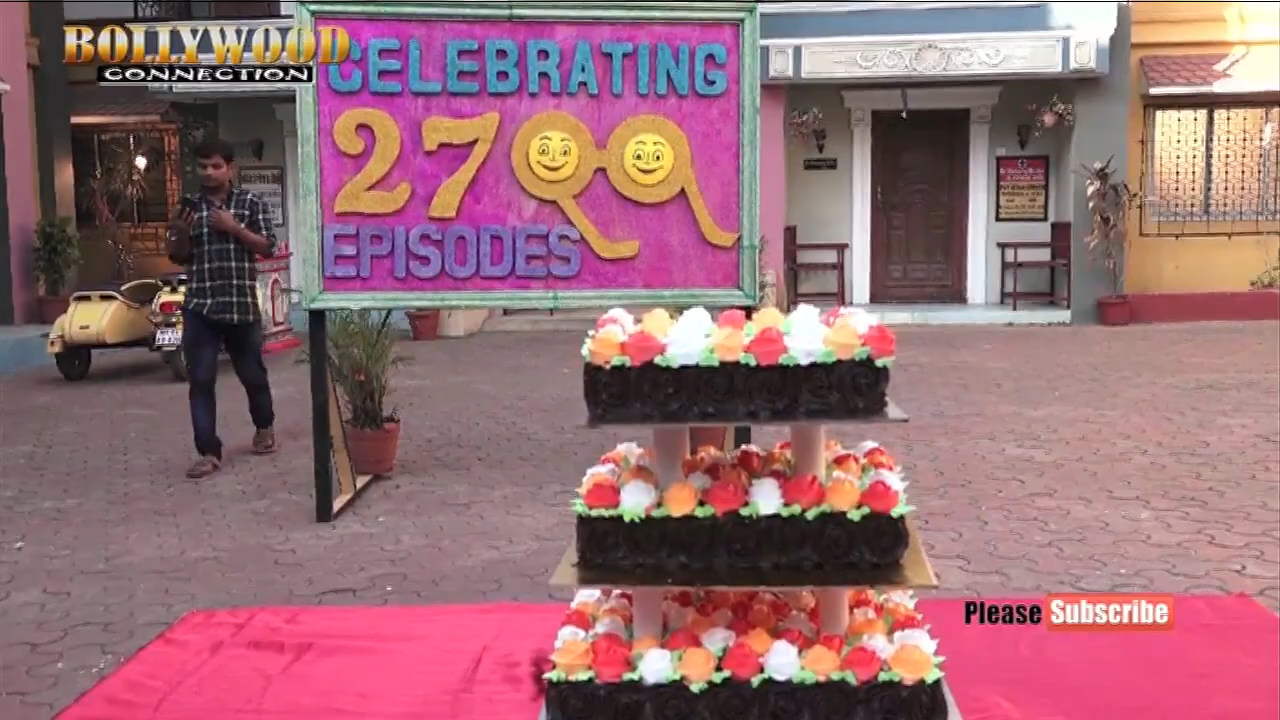 BOLLYWOOD
CONNECTION
CELEBRATING
2700
EPISODES
Please Subscribe